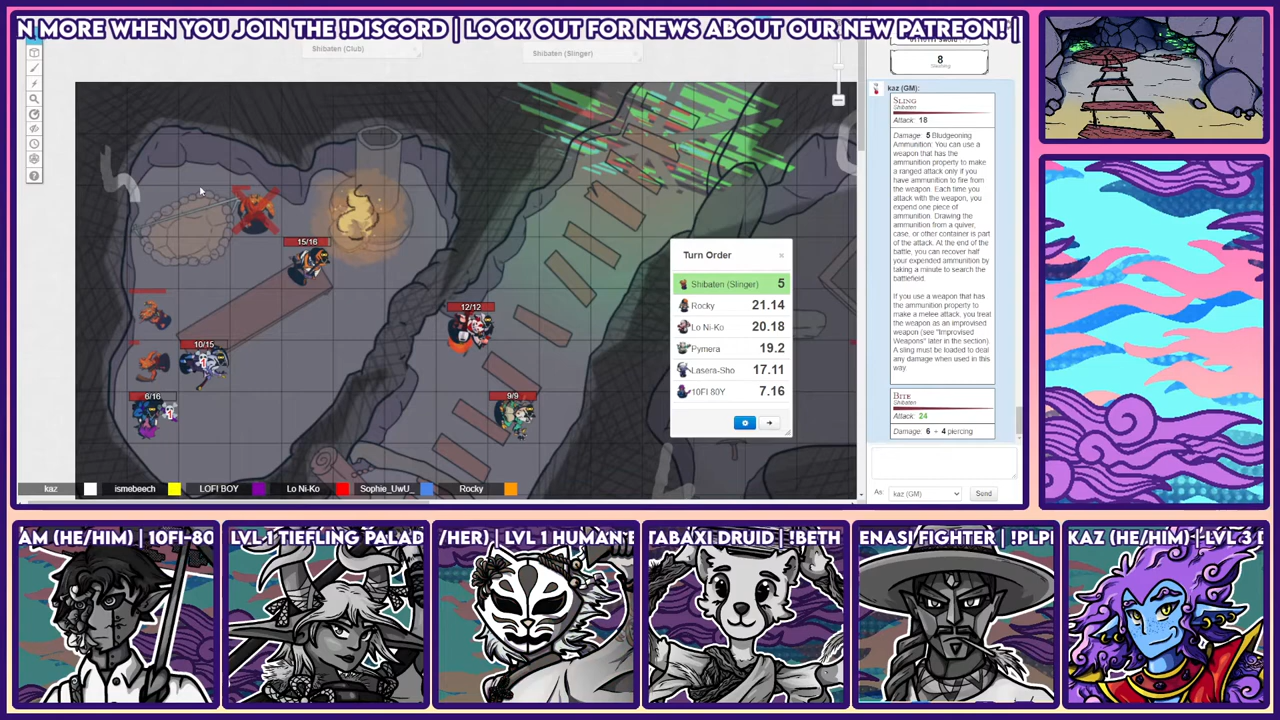 N MORE WHEN YOU JOIN THE !DISCORD | LOOK OUT FOR NEWS ABOUT OUR NEW PATREON! |
Shibaten (Club)
Shibaten (Slinger)
15/16
12/12
10/15
6/16
9/9
Turn Order
Shibaten (Slinger) 5
Rocky 21.14
Lo Ni-Ko 20.18
Pymera 19.2
Lasera-Sho 17.11
10FI 80Y 7.16
8
Slashing
kaz (GM):
SLING
Shibaten
Attack: 18
Damage: 5 Bludgeoning
Ammunition: You can use a
weapon that has the
ammunition property to make
a ranged attack only if you
have ammunition to fire from
the weapon. Each time you
attack with the weapon, you
expend one piece of
ammunition. Drawing the
ammunition from a quiver,
case, or other container is part
of the attack. At the end of the
battle, you can recover half
your expended ammunition by
taking a minute to search the
battlefield.
If you use a weapon that has
the ammunition property to
make a melee attack, you treat
the weapon as an improvised
weapon (see "Improvised
Weapons" later in the section).
A sling must be loaded to deal
any damage when used in this
way.
BITE
Shibaten
Attack: 24
Damage: 6 + 4 piercing
As: kaz (GM) Send
kaz ismebeech LOFI BOY Lo Ni-Ko Sophie_UwU_ Rocky
AM (HE/HIM) | 10FI-80
LVL 1 TIEFLING PALAD
/HER) | LVL 1 HUMAN
TABAXI DRUID | !BETH
ENASI FIGHTER | !PLPL
KAZ (HE/HIM) | LVL 3 D